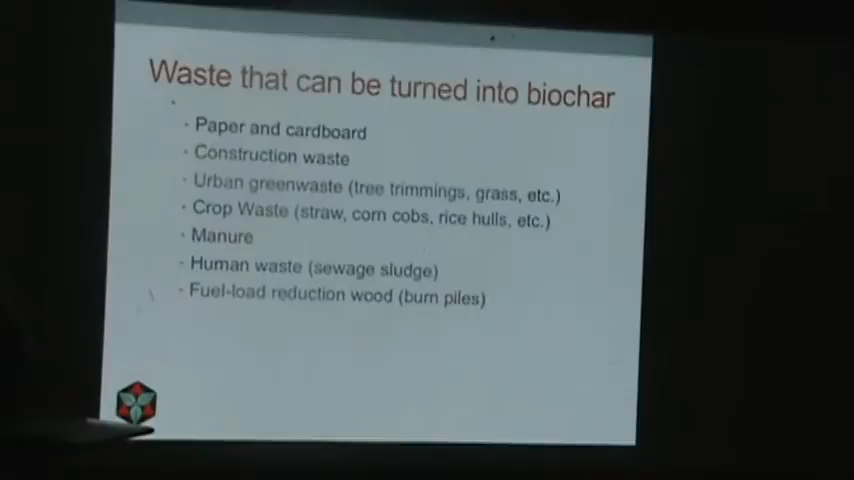 Waste that can be turned into biochar
- Paper and cardboard
- Construction waste
- Urban greenwaste (tree trimmings, grass, etc.)
- Crop Waste (straw, corn cobs, rice hulls, etc.)
- Manure
- Human waste (sewage sludge)
- Fuel-load reduction wood (burn piles)